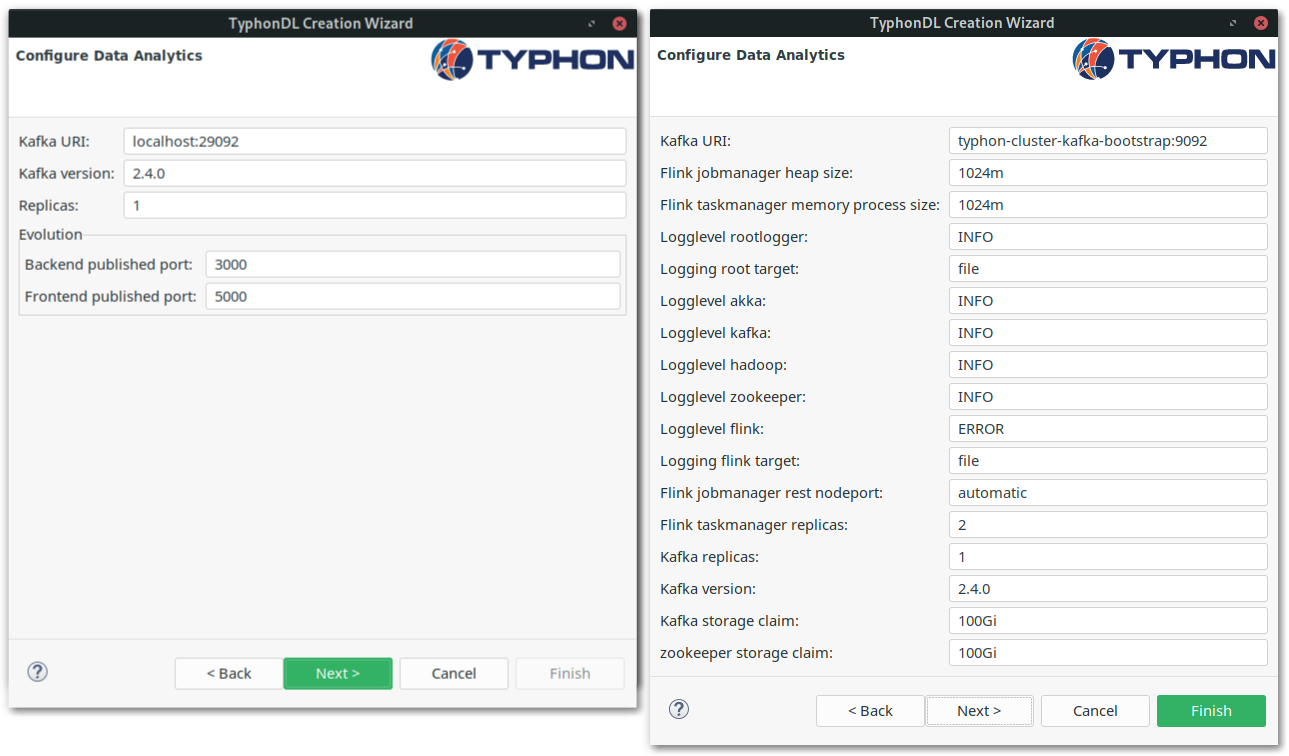 TyphonDL Creation Wizard
Configure Data Analytics
TYPHON
Kafka URI: localhost:29092
Kafka version: 2.4.0
Replicas: 1
Evolution
Backend published port: 3000
Frontend published port: 5000
?
< Back Next > Cancel Finish
TyphonDL Creation Wizard
Configure Data Analytics
TYPHON
Kafka URI: typhon-cluster-kafka-bootstrap:9092
Flink jobmanager heap size: 1024m
Flink taskmanager memory process size: 1024m
Logglevel rootlogger: INFO
Logging root target: file
Logglevel akka: INFO
Logglevel kafka: INFO
Logglevel hadoop: INFO
Logglevel zookeeper: INFO
Logglevel flink: ERROR
Logging flink target: file
Flink jobmanager rest nodeport: automatic
Flink taskmanager replicas: 2
Kafka replicas: 1
Kafka version: 2.4.0
Kafka storage claim: 100Gi
zookeeper storage claim: 100Gi
?
< Back Next > Cancel Finish